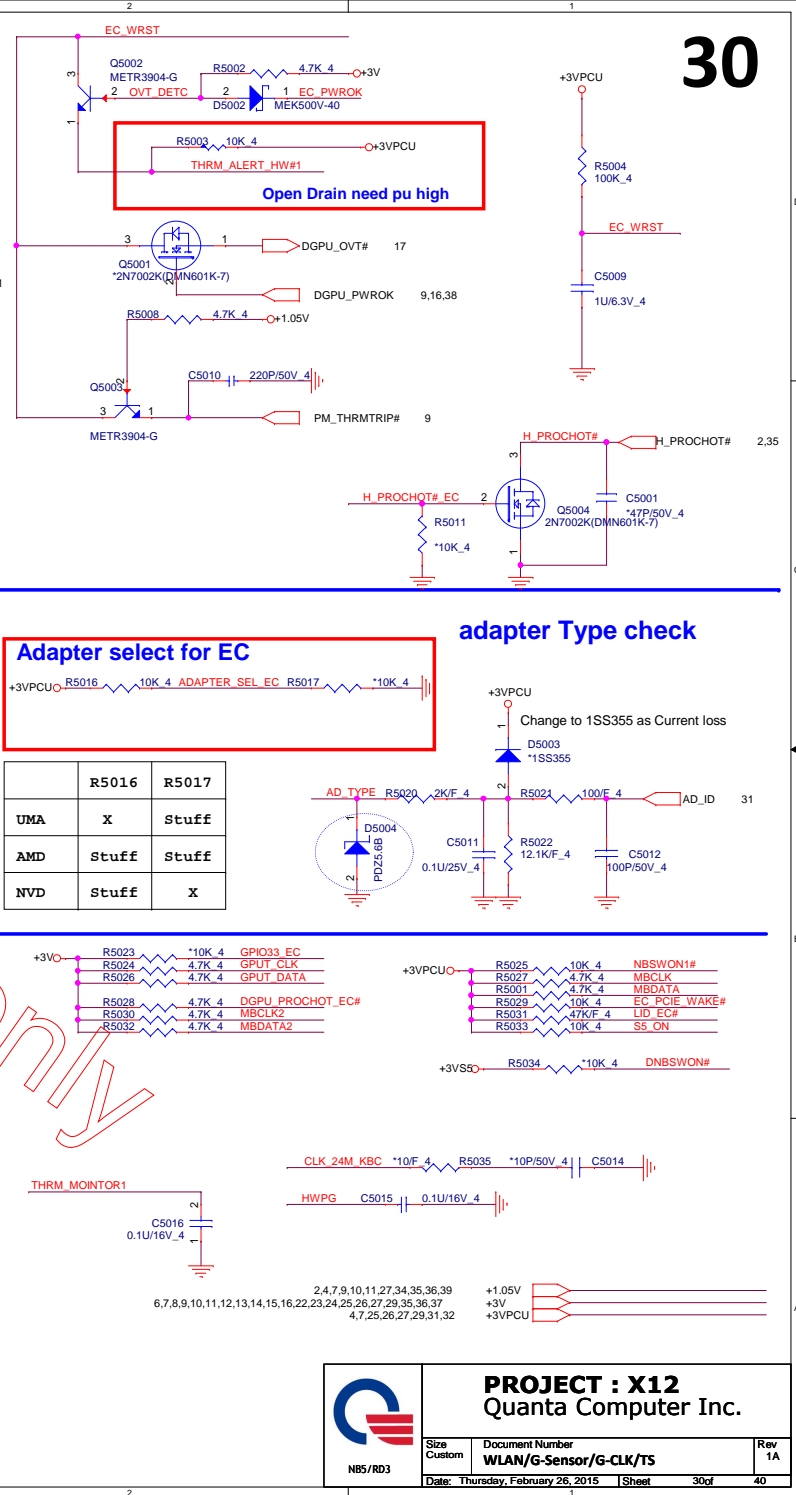 2
1
EC_WRST
30
Q5002
METR3904-G
3
2
OVT_DETC
1
R5002
4.7K_4
+3V
2
1
EC_PWROK
D5002
MEK500V-40
R5003
10K_4
+3VPCU
THRM_ALERT_HW#1
Open Drain need pu high
+3VPCU
R5004
100K_4
EC_WRST
C5009
1U/6.3V_4
3
1
DGPU_OVT#
17
Q5001
*2N7002K(DMN601K-7)
2
DGPU_PWROK
9,16,38
R5008
4.7K_4
+1.05V
Q5003
2
3
1
METR3904-G
C5010
220P/50V_4
PM_THRMTRIP#
9
H_PROCHOT#
H_PROCHOT#
2,35
3
H_PROCHOT#_EC
2
Q5004
2N7002K(DMN601K-7)
1
C5001
*47P/50V_4
R5011
*10K_4
adapter Type check
Adapter select for EC
+3VPCU
R5016
10K_4
ADAPTER_SEL_EC
R5017
*10K_4
R5016 R5017
UMA X Stuff
AMD Stuff Stuff
NVD Stuff X
+3VPCU
Change to 1SS355 as Current loss
1
D5003
*1SS355
2
AD_TYPE
R5020
2K/F_4
R5021
100/F_4
AD_ID
31
1
D5004
PDZ5.6B
2
C5011
0.1U/25V_4
R5022
12.1K/F_4
C5012
100P/50V_4
+3V
R5023 *10K_4 GPIO33_EC
R5024 4.7K_4 GPUT_CLK
R5026 4.7K_4 GPUT_DATA
R5028 4.7K_4 DGPU_PROCHOT_EC#
R5030 4.7K_4 MBCLK2
R5032 4.7K_4 MBDATA2
+3VPCU
R5025 10K_4 NBSWON1#
R5027 4.7K_4 MBCLK
R5001 4.7K_4 MBDATA
R5029 10K_4 EC_PCIE_WAKE#
R5031 47K/F_4 LID_EC#
R5033 10K_4 S5_ON
+3VS5
R5034
*10K_4
DNBSWON#
only
CLK_24M_KBC
*10/F_4
R5035
*10P/50V_4
C5014
THRM_MOINTOR1
HWPG
C5015
0.1U/16V_4
2
C5016
0.1U/16V_4
1
2,4,7,9,10,11,27,34,35,36,39 +1.05V
6,7,8,9,10,11,12,13,14,15,16,22,23,24,25,26,27,29,35,36,37 +3V
4,7,25,26,27,29,31,32 +3VPCU
NB5/RD3
PROJECT : X12
Quanta Computer Inc.
Size
Custom
Document Number
WLAN/G-Sensor/G-CLK/TS
Rev
1A
Date: Thursday, February 26, 2015
Sheet 30 of 40
2
1